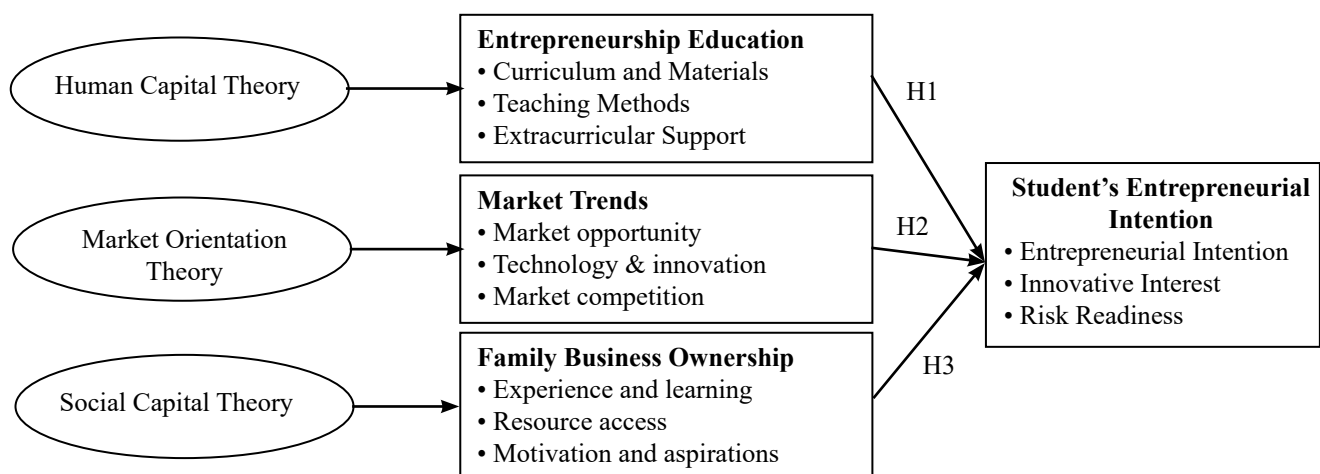 Human Capital Theory
Entrepreneurship Education
• Curriculum and Materials
• Teaching Methods
• Extracurricular Support
H1
Market Orientation
Theory
Market Trends
• Market opportunity
• Technology & innovation
• Market competition
H2
Social Capital Theory
Family Business Ownership
• Experience and learning
• Resource access
• Motivation and aspirations
H3
Student’s Entrepreneurial
Intention
• Entrepreneurial Intention
• Innovative Interest
• Risk Readiness